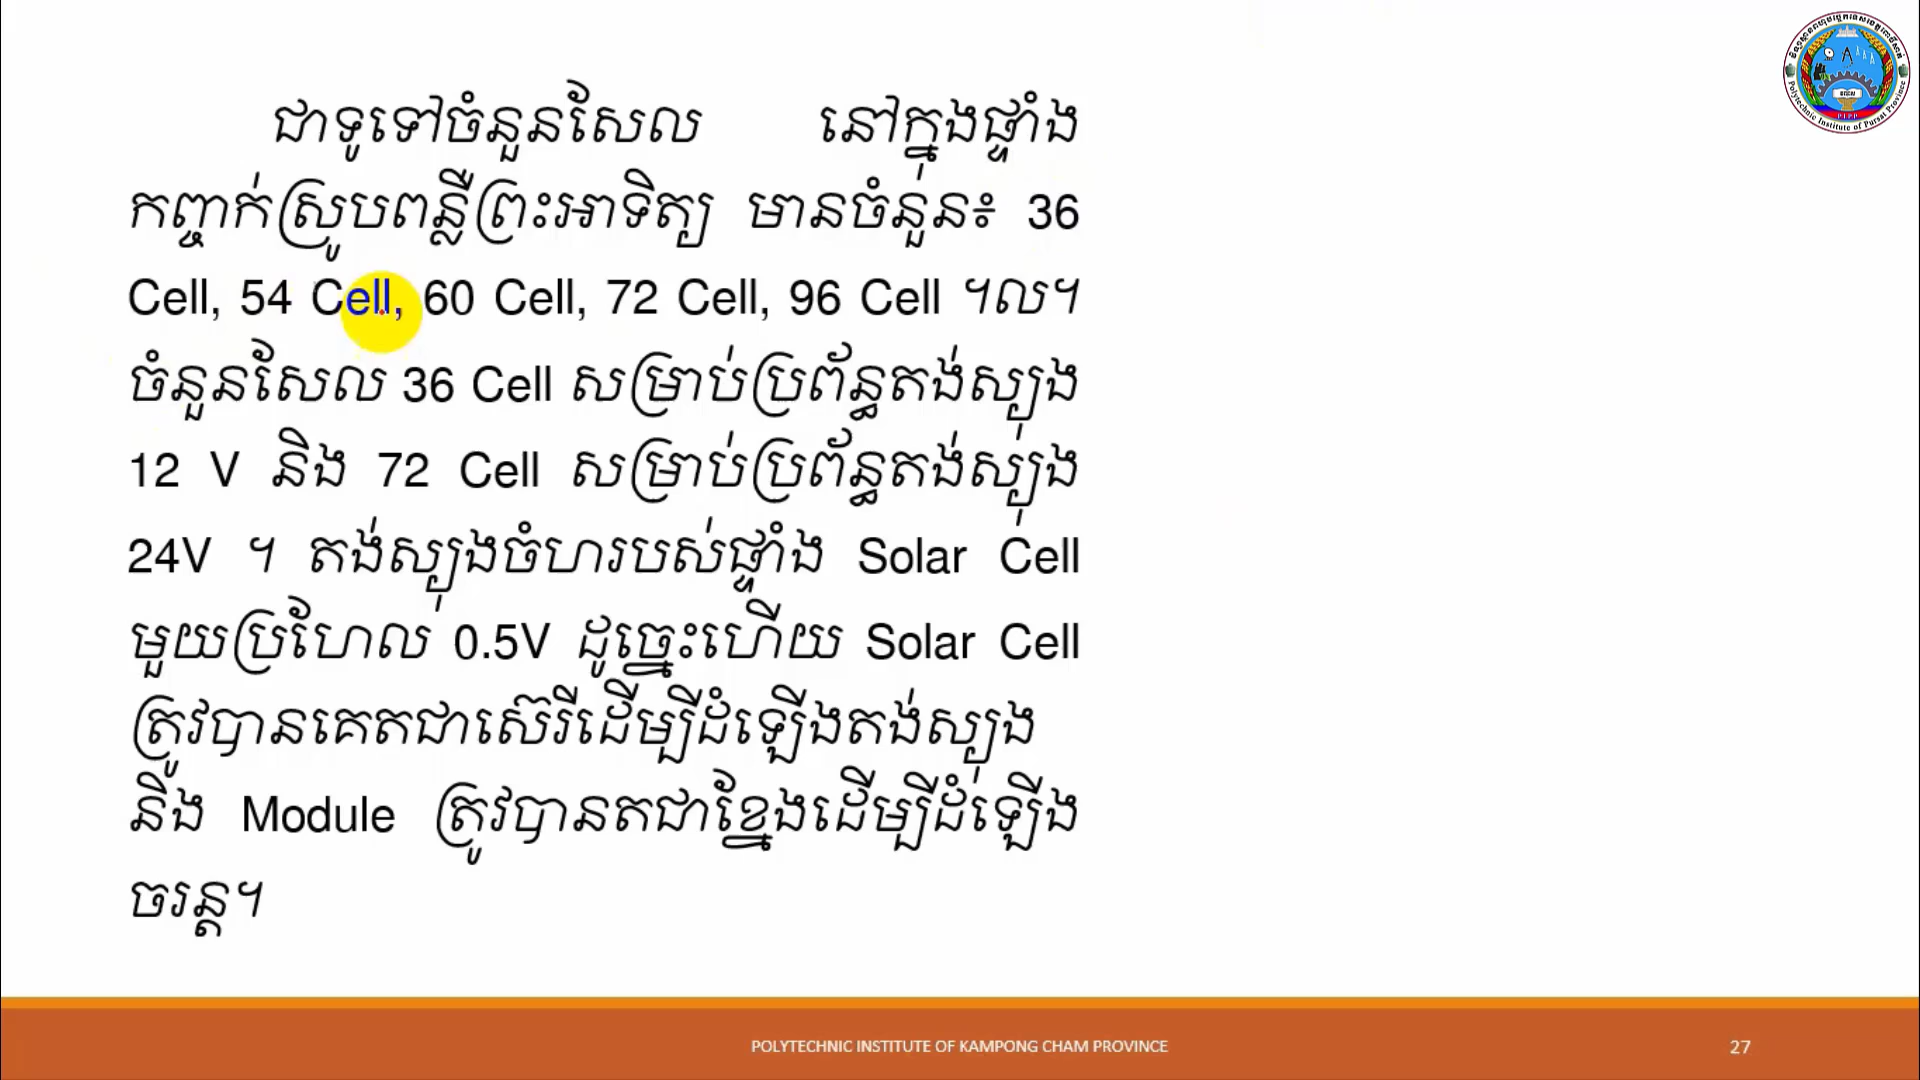 ជាទូទៅចំនួនសែល នៅក្នុងផ្ទាំង
កញ្ចក់ស្រូបពន្លឺព្រះអាទិត្យ មានចំនួន៖ 36
Cell, 54 Cell, 60 Cell, 72 Cell, 96 Cell ។ល។
ចំនួនសែល 36 Cell សម្រាប់ប្រព័ន្ធតង់ស្យុង
12 V និង 72 Cell សម្រាប់ប្រព័ន្ធតង់ស្យុង
24V ។ តង់ស្យុងចំហរបស់ផ្ទាំង Solar Cell
មួយប្រហែល 0.5V ដូច្នេះហើយ Solar Cell
ត្រូវបានគេតជាស៊េរីដើម្បីដំឡើងតង់ស្យុង
និង Module ត្រូវបានតជាខ្នែងដើម្បីដំឡើង
ចរន្ត។
Polytechnic Institute of Pursat Province
PIPP
POLYTECHNIC INSTITUTE OF KAMPONG CHAM PROVINCE
27